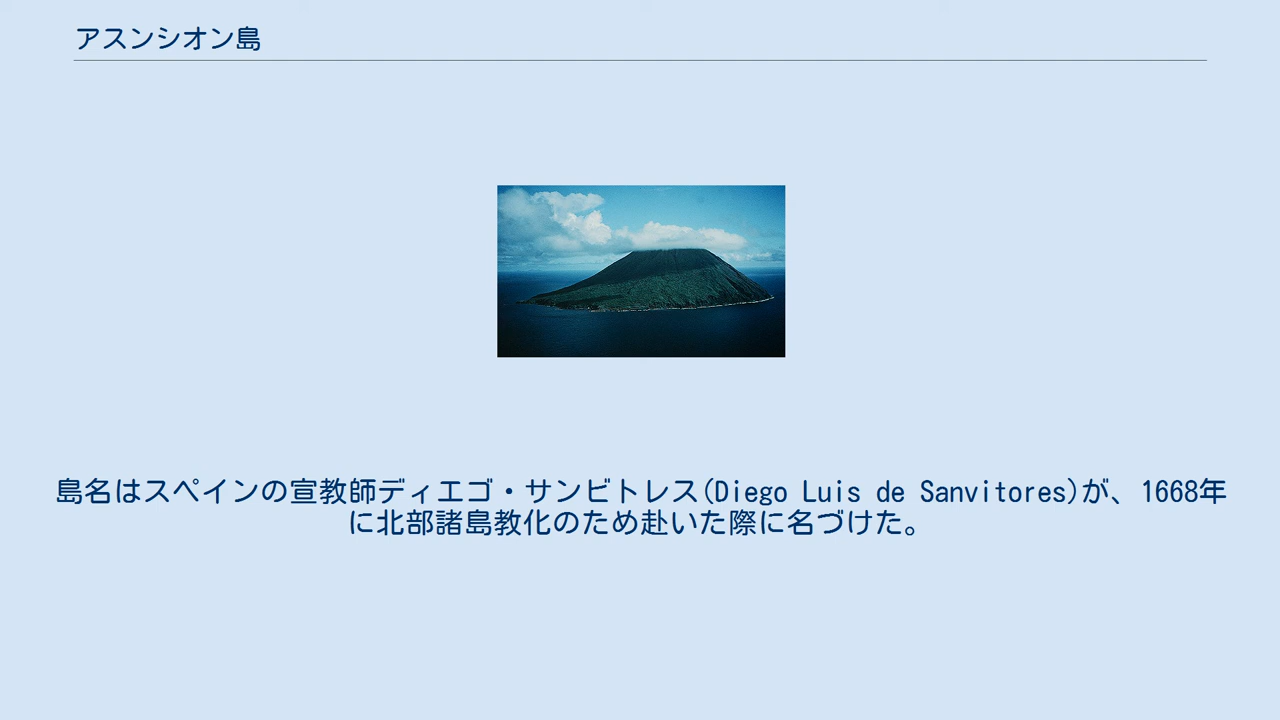 アスンシオン島
島名はスペインの宣教師ディエゴ・サンビトレス(Diego Luis de Sanvitores)が、1668年
に北部諸島教化のため赴いた際に名づけた。